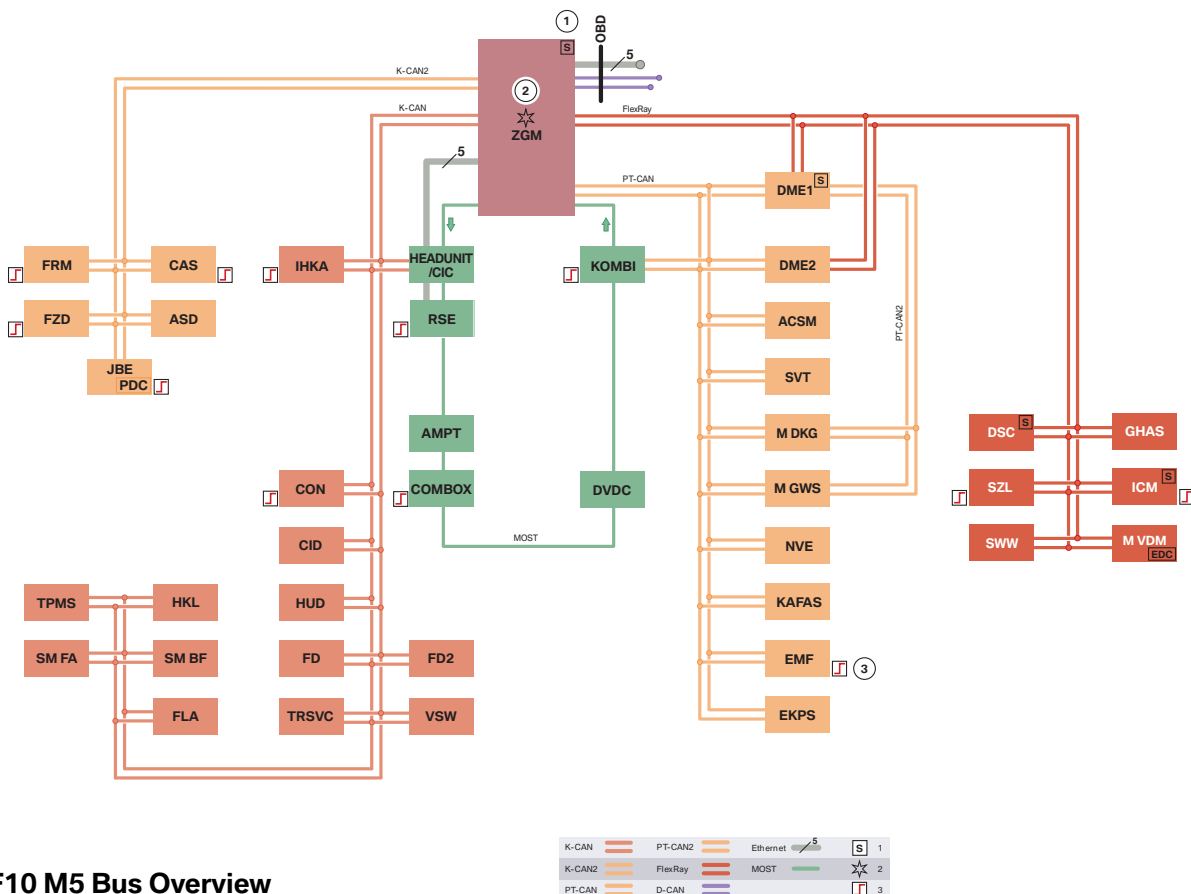 1
OBD
S
5
K-CAN2
2
ZGM
K-CAN
FlexRay
5
PT-CAN
DME1
S
FRM
CAS
IHKA
HEADUNIT
/CIC
KOMBI
DME2
FZD
ASD
RSE
ACSM
PT-CAN2
JBE
PDC
SVT
AMPT
M DKG
DSC
S
GHAS
CON
COMBOX
DVDC
M GWS
SZL
ICM
S
CID
MOST
NVE
SWW
M VDM
EDC
TPMS
HKL
HUD
KAFAS
SM FA
SM BF
FD
FD2
EMF
3
FLA
TRSVC
VSW
EKPS
K-CAN
PT-CAN2
Ethernet
5
S
1
K-CAN2
FlexRay
MOST
2
PT-CAN
D-CAN
3
F10 M5 Bus Overview